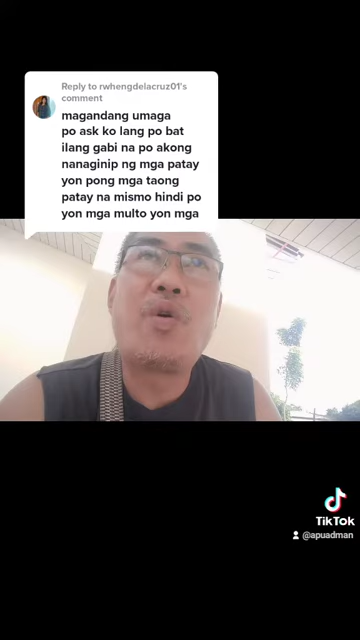 Reply to rwhengdelacruz01's
comment
magandang umaga
po ask ko lang po bat
ilang gabi na po akong
nanaginip ng mga patay
yon pong mga taong
patay na mismo hindi po
yon mga multo yon mga
TikTok
@apuadman